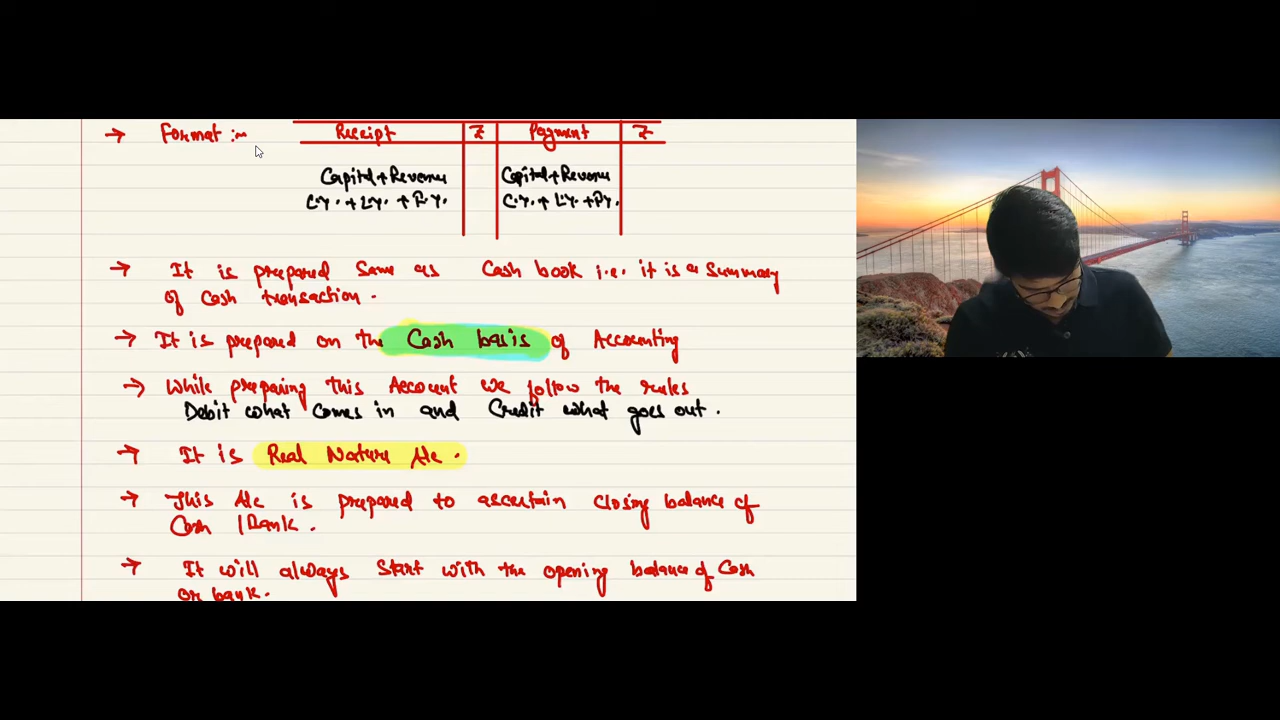 → Format :~
Receipt ₹ Payment ₹
Capital+Revenue Capital+Revenue
C.Y. + L.Y. + P.Y. C.Y. + L.Y. + P.Y.
→ It is prepared same as Cash book i.e. it is a summary
of cash transaction.
→ It is prepared on the Cash basis of Accounting
→ While preparing this Account we follow the rules
Debit what comes in and Credit what goes out.
→ It is Real Nature A/c.
→ This A/c is prepared to ascertain closing balance of
Cash / Bank.
→ It will always start with the opening balance of Cash
or bank.